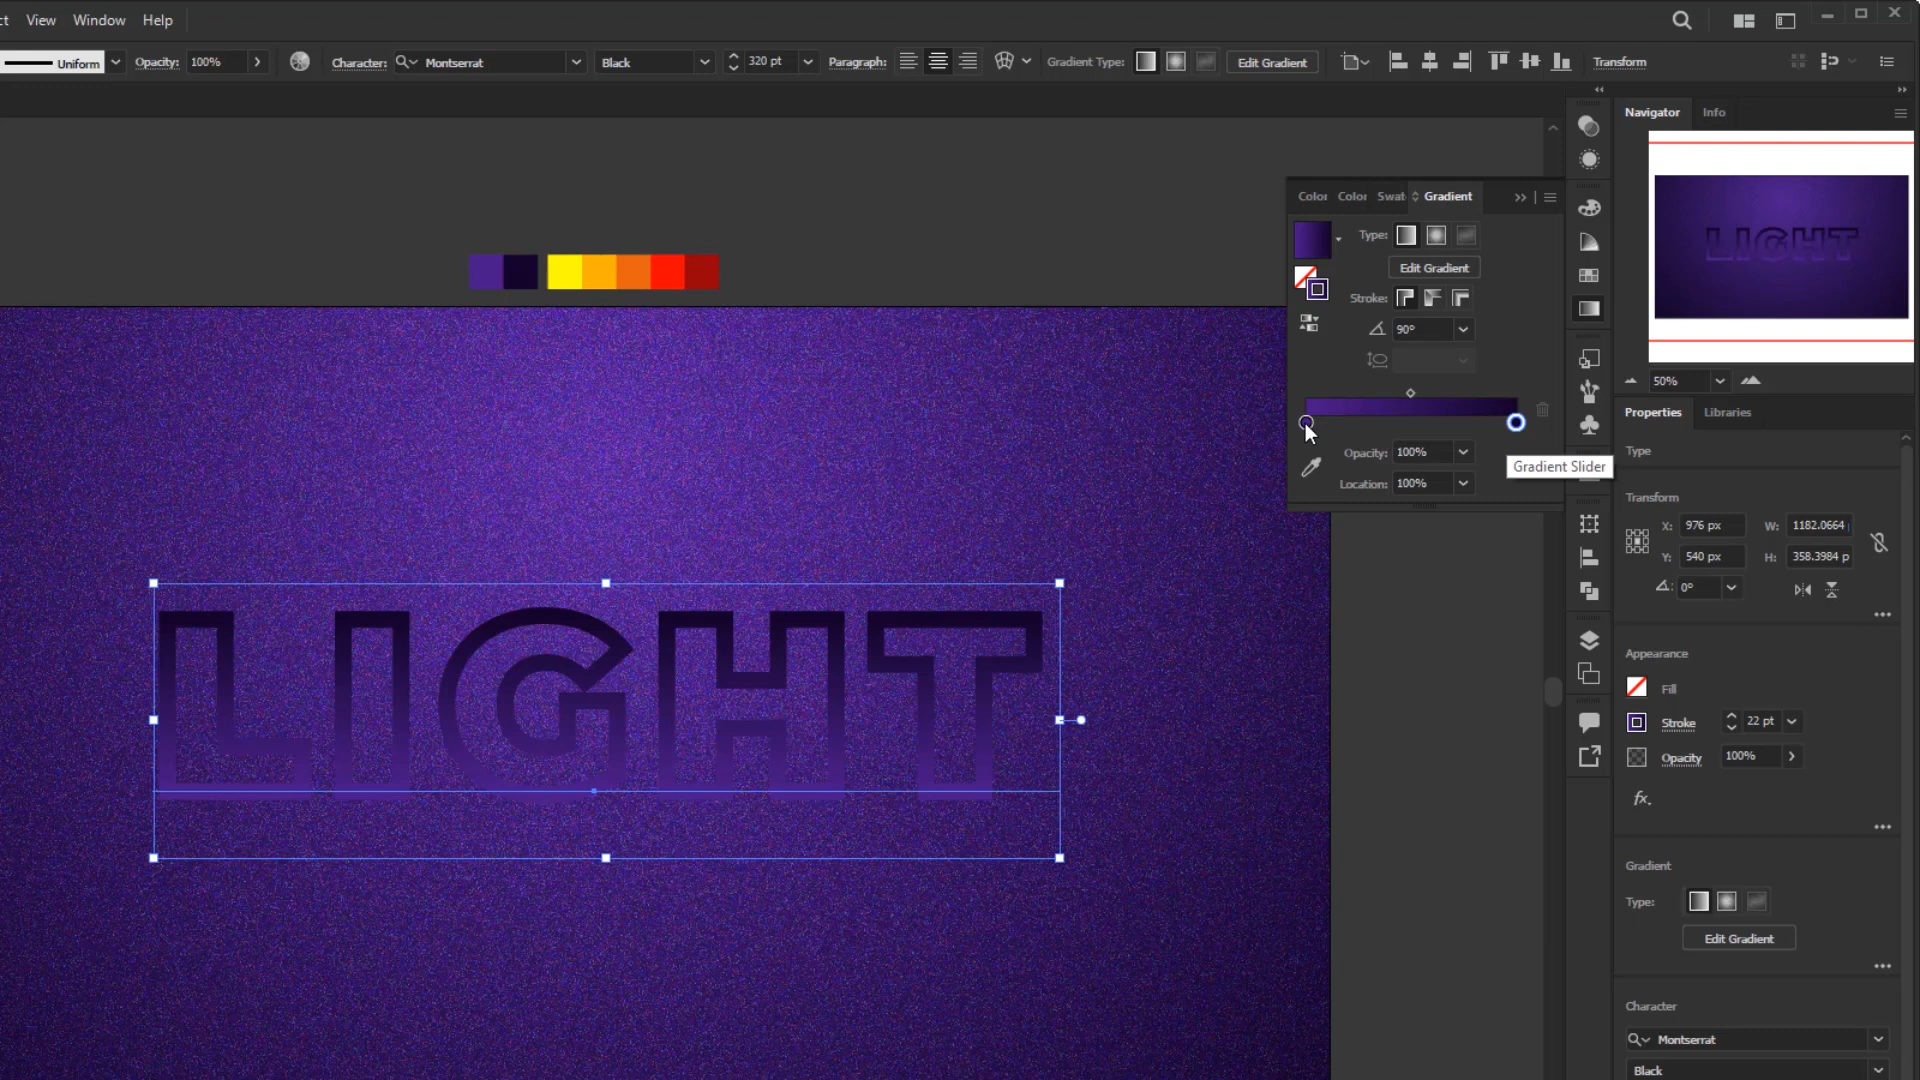 ct View Window Help
Uniform Opacity: 100% Character: Montserrat Black 320 pt Paragraph: Gradient Type: Edit Gradient Transform
Navigator Info
Color Color Swat Gradient
Type:
Edit Gradient
Stroke:
90°
50%
Properties Libraries
Opacity: 100%
Gradient Slider
Location: 100%
Type
Transform
X: 976 px W: 1182.0664
Y: 540 px H: 358.3984 p
0°
LIGHT
Appearance
Fill
Stroke 22 pt
Opacity 100%
fx.
Gradient
Type:
Edit Gradient
Character
Montserrat
Black